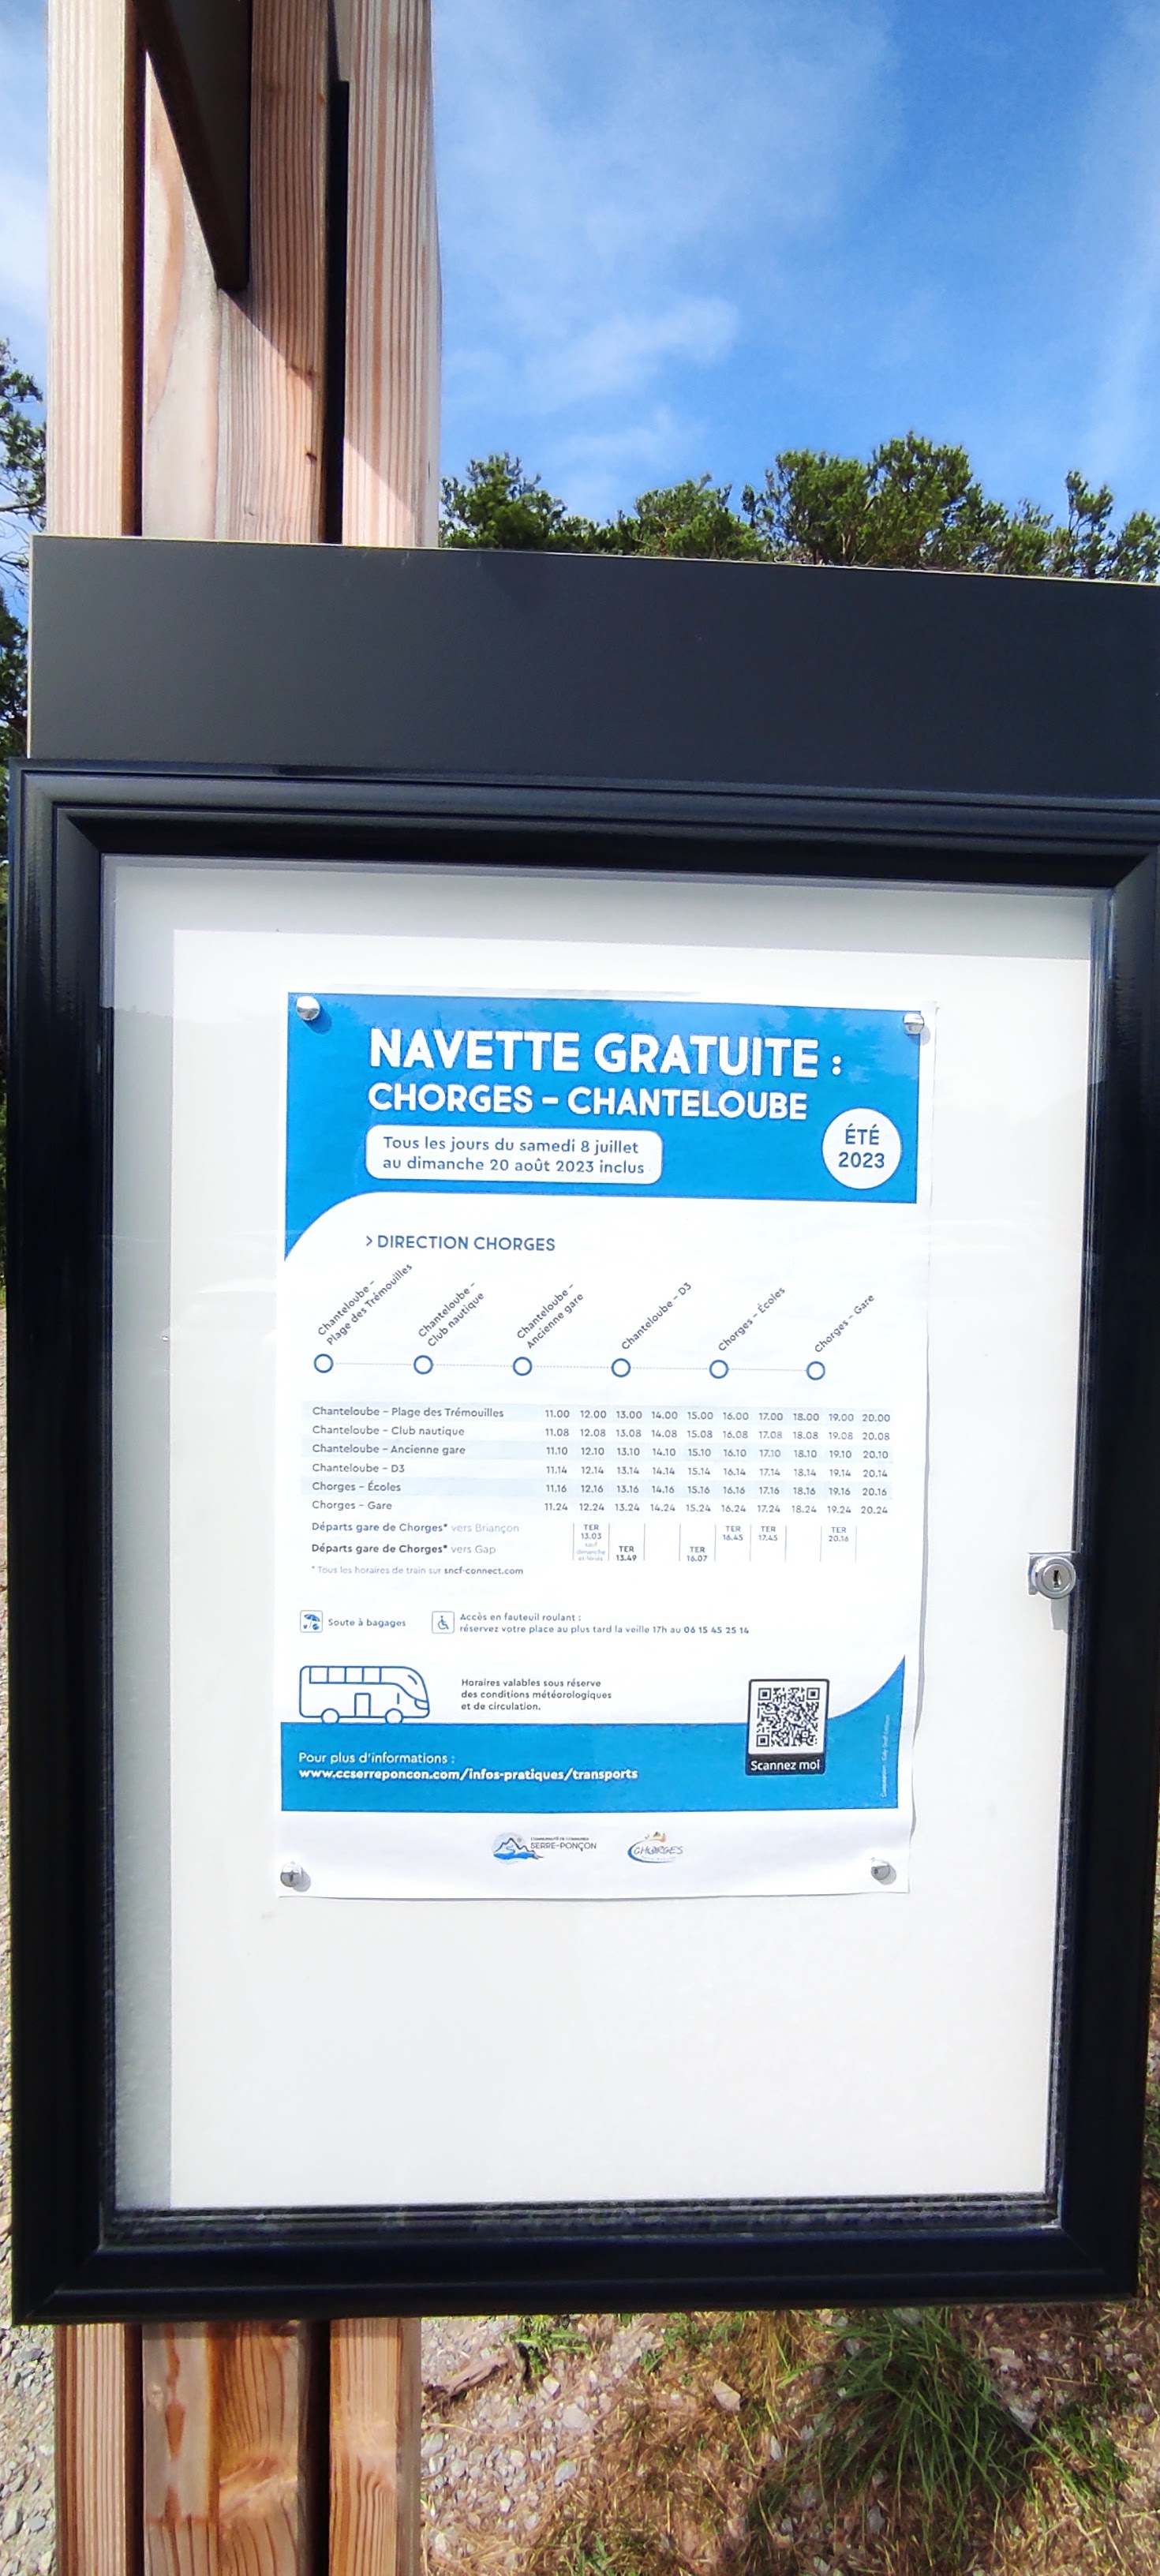 NAVETTE GRATUITE :
CHORGES – CHANTELOUBE
Tous les jours du samedi 8 juillet
au dimanche 20 août 2023 inclus
ÉTÉ
2023
> DIRECTION CHORGES
Chanteloube –
Plage des Trémouilles
Chanteloube –
Club nautique
Chanteloube –
Ancienne gare
Chanteloube – D3
Chorges – Écoles
Chorges – Gare
Chanteloube – Plage des Trémouilles 11.00 12.00 13.00 14.00 15.00 16.00 17.00 18.00 19.00 20.00
Chanteloube – Club nautique 11.08 12.08 13.08 14.08 15.08 16.08 17.08 18.08 19.08 20.08
Chanteloube – Ancienne gare 11.10 12.10 13.10 14.10 15.10 16.10 17.10 18.10 19.10 20.10
Chanteloube – D3 11.14 12.14 13.14 14.14 15.14 16.14 17.14 18.14 19.14 20.14
Chorges – Écoles 11.16 12.16 13.16 14.16 15.16 16.16 17.16 18.16 19.16 20.16
Chorges – Gare 11.24 12.24 13.24 14.24 15.24 16.24 17.24 18.24 19.24 20.24
Départs gare de Chorges* vers Briançon TER 13.03 sauf dimanche et fériés TER 16.45 TER 17.45 TER 20.16
Départs gare de Chorges* vers Gap TER 13.49 TER 16.07
* Tous les horaires de train sur sncf-connect.com
Soute à bagages
Accès en fauteuil roulant :
réservez votre place au plus tard la veille 17h au 06 15 45 25 14
Horaires valables sous réserve
des conditions météorologiques
et de circulation.
Scannez moi
Pour plus d'informations :
www.ccserreponcon.com/infos-pratiques/transports
COMMUNAUTÉ DE COMMUNES
SERRE-PONÇON
CHORGES